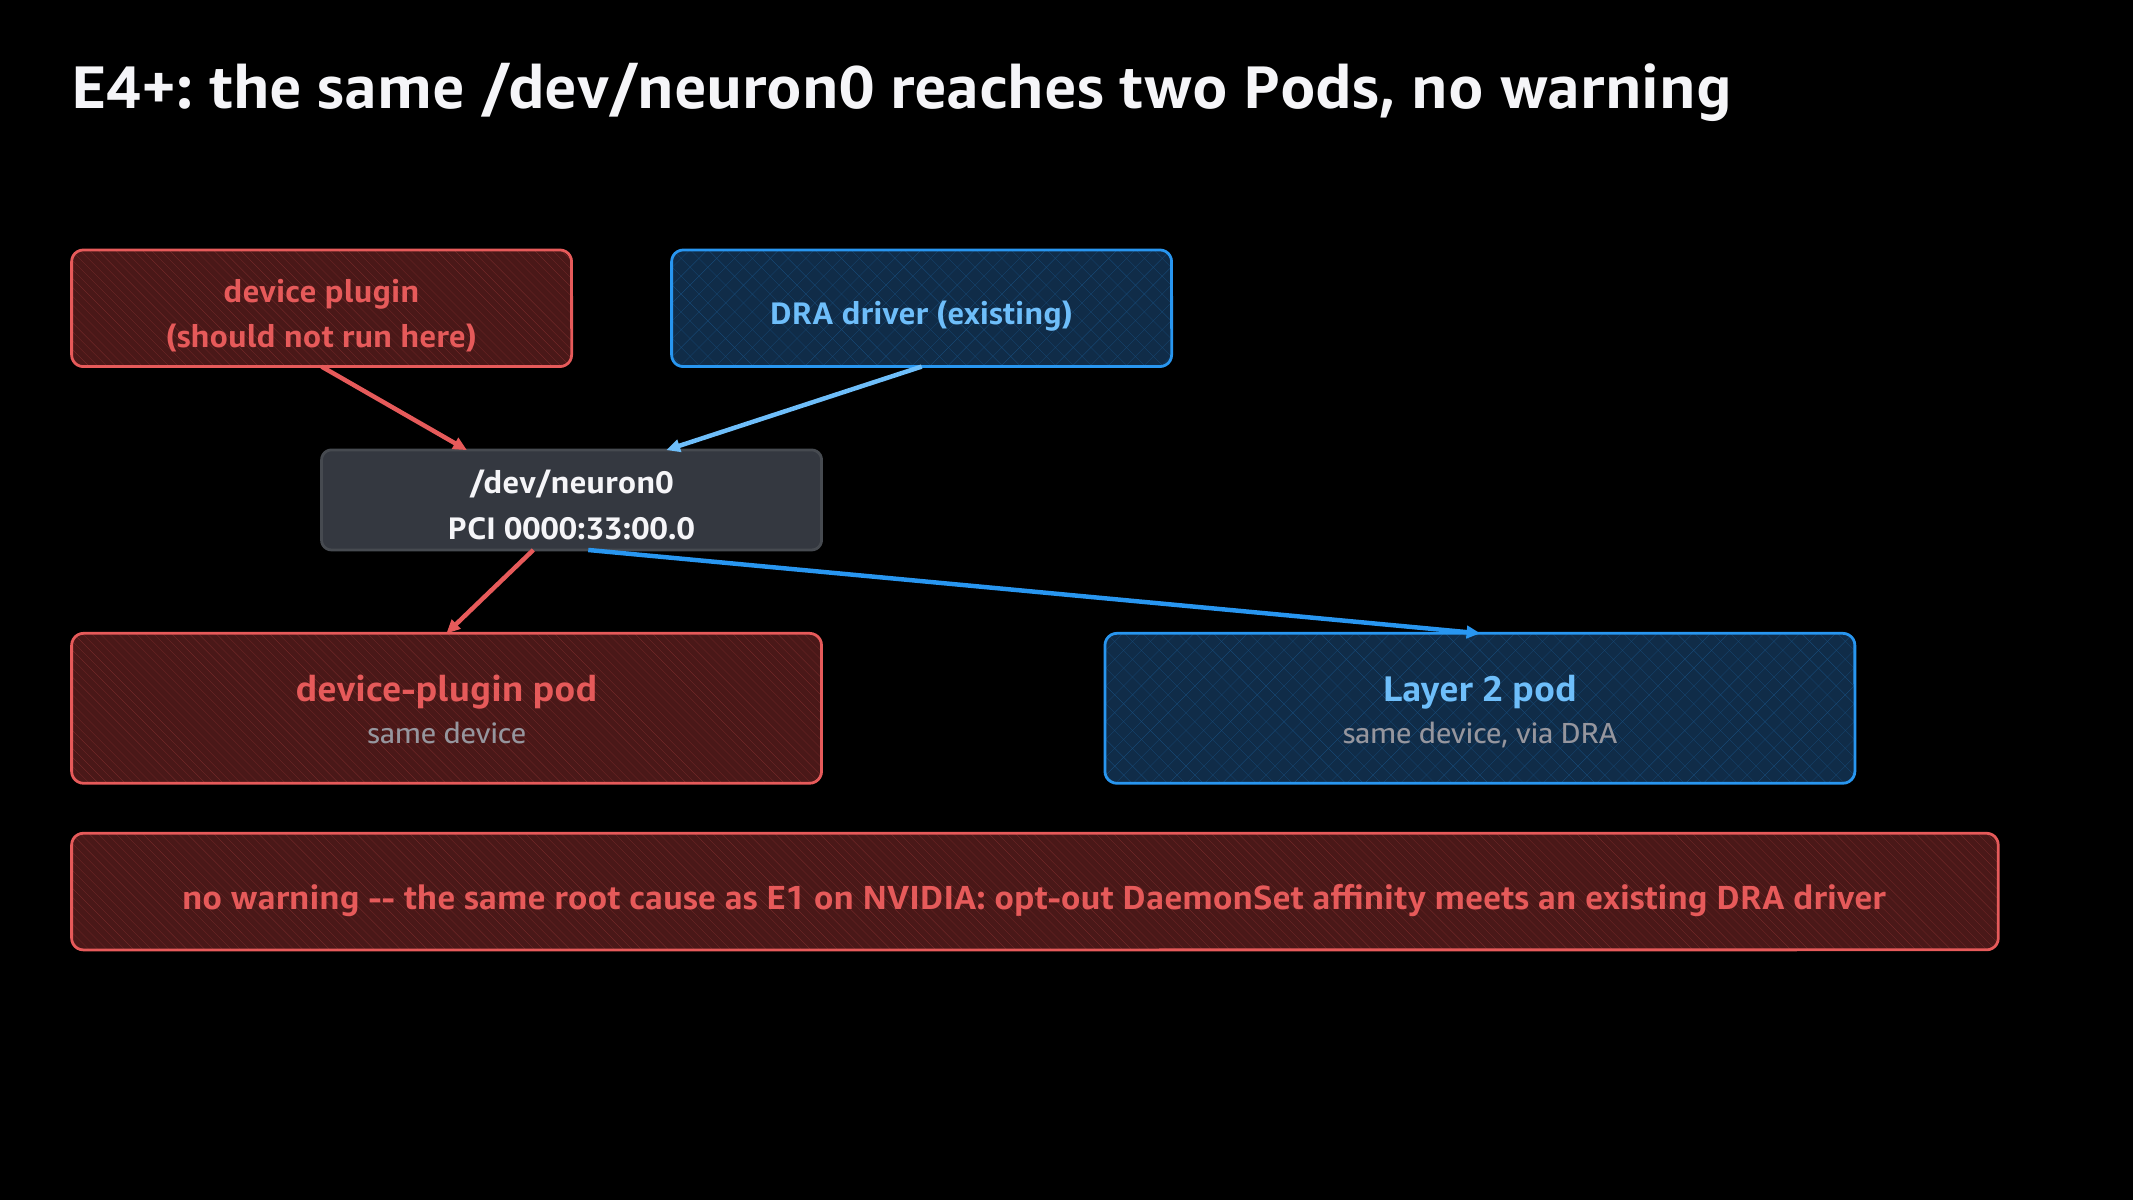 E4+: the same /dev/neuron0 reaches two Pods, no warning
device plugin
(should not run here)
DRA driver (existing)
/dev/neuron0
PCI 0000:33:00.0
device-plugin pod
same device
Layer 2 pod
same device, via DRA
no warning -- the same root cause as E1 on NVIDIA: opt-out DaemonSet affinity meets an existing DRA driver